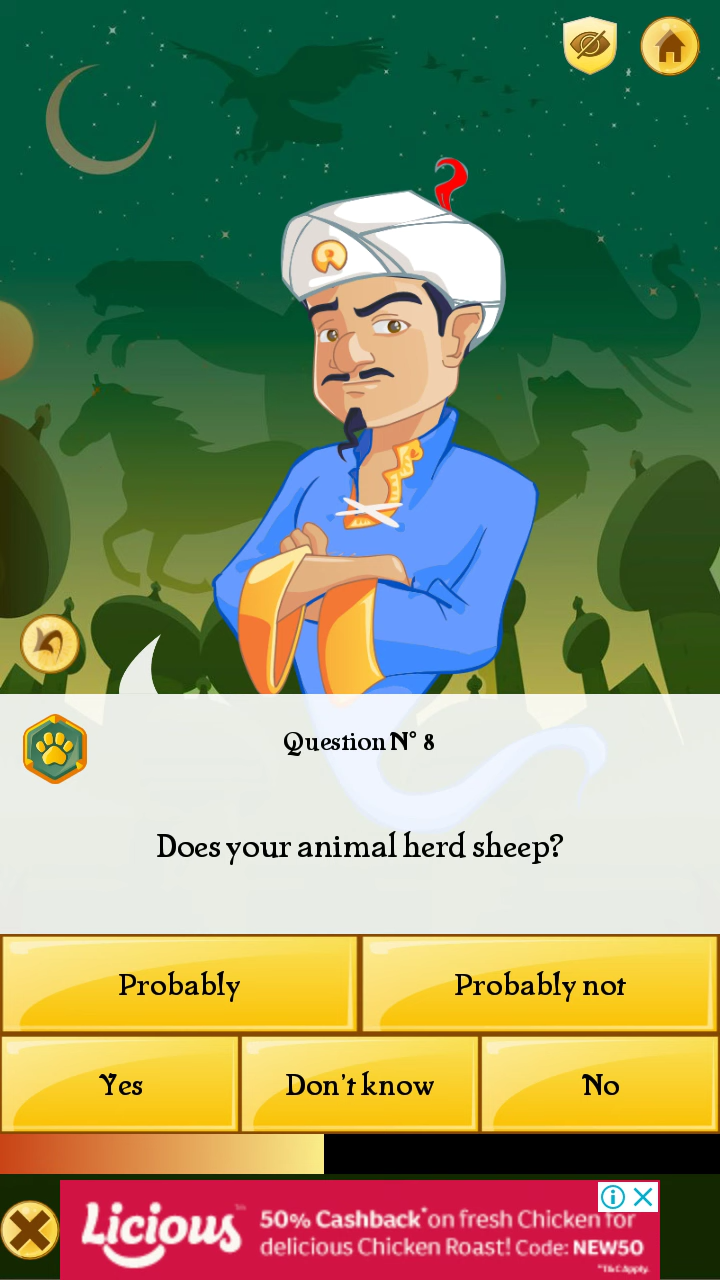 Question N° 8
Does your animal herd sheep?
Probably
Probably not
Yes
Don't know
No
Licious
50% Cashback* on fresh Chicken for
delicious Chicken Roast! Code: NEW50
*T&C Apply.